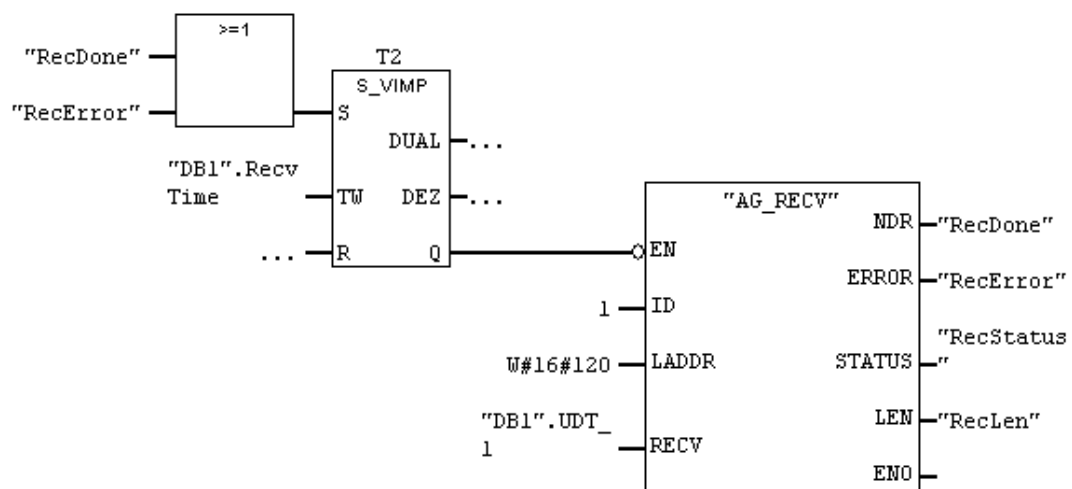 >=1
"RecDone"
"RecError"
T2
S_VIMP
S
DUAL
...
"DB1".Recv
Time
TW
DEZ
...
...
R
Q
"AG_RECV"
NDR
"RecDone"
EN
ERROR
"RecError"
1
ID
"RecStatus
"
W#16#120
LADDR
STATUS
LEN
"RecLen"
"DB1".UDT_
1
RECV
ENO